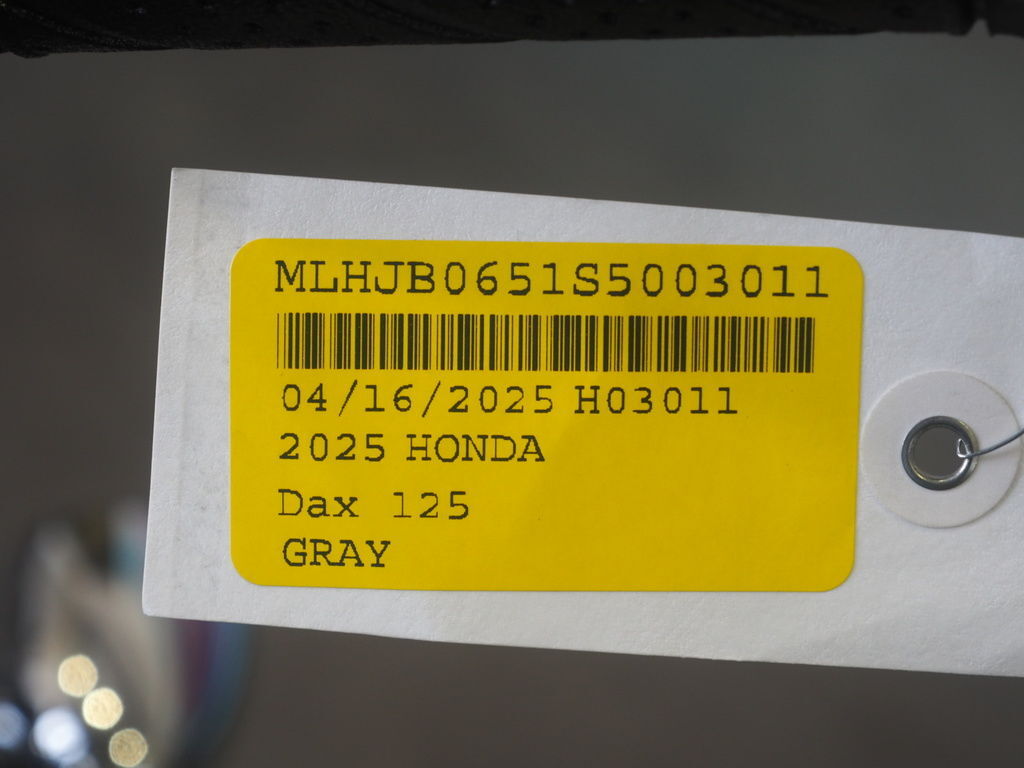 MLHJB0651S5003011
04/16/2025 H03011
2025 HONDA
Dax 125
GRAY